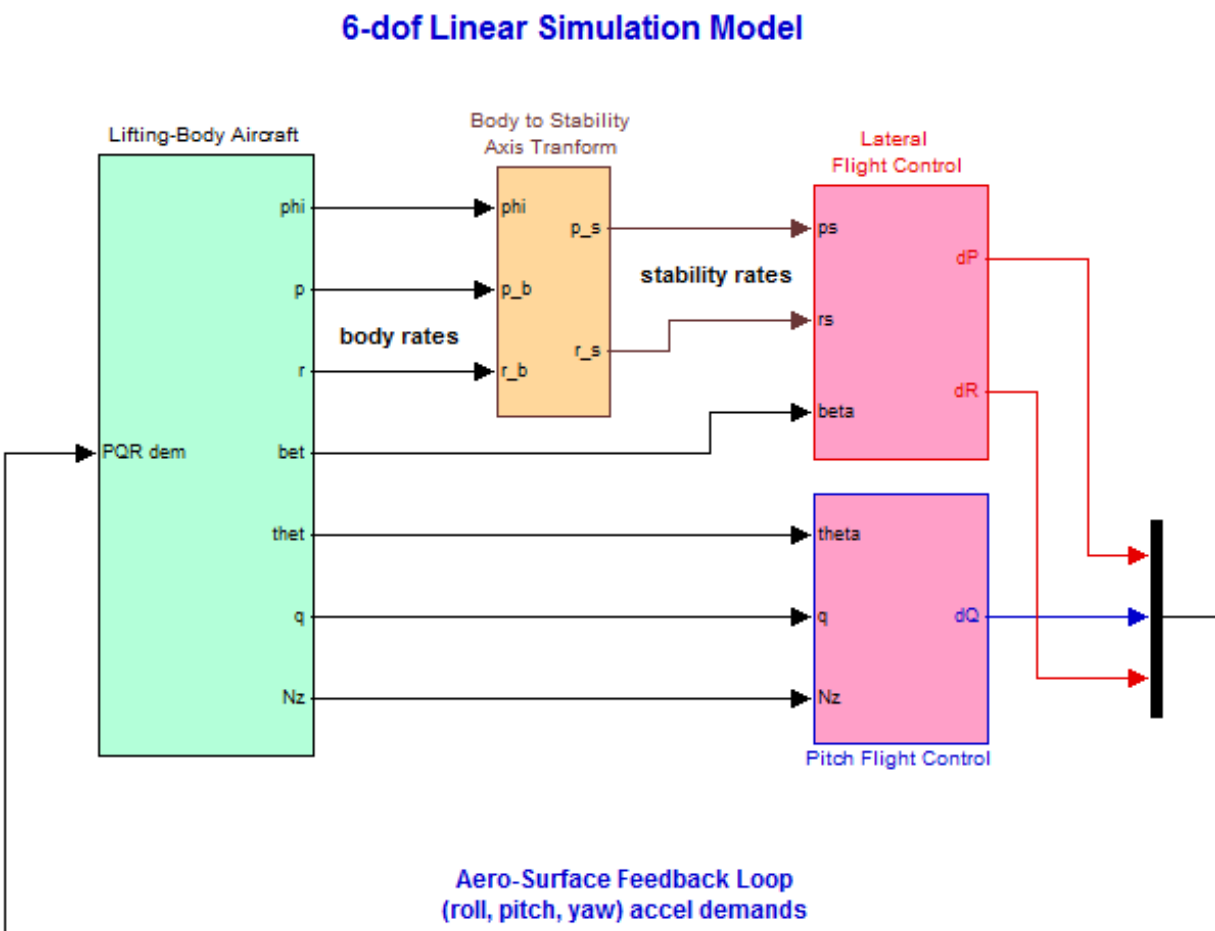 6-dof Linear Simulation Model
Lifting-Body Aircraft
Body to Stability
Axis Tranform
Lateral
Flight Control
phi
phi
p_s
ps
dP
stability rates
p
p_b
body rates
rs
r_s
r
r_b
dR
beta
PQR dem
bet
thet
theta
q
q
dQ
Nz
Nz
Pitch Flight Control
Aero-Surface Feedback Loop
(roll, pitch, yaw) accel demands